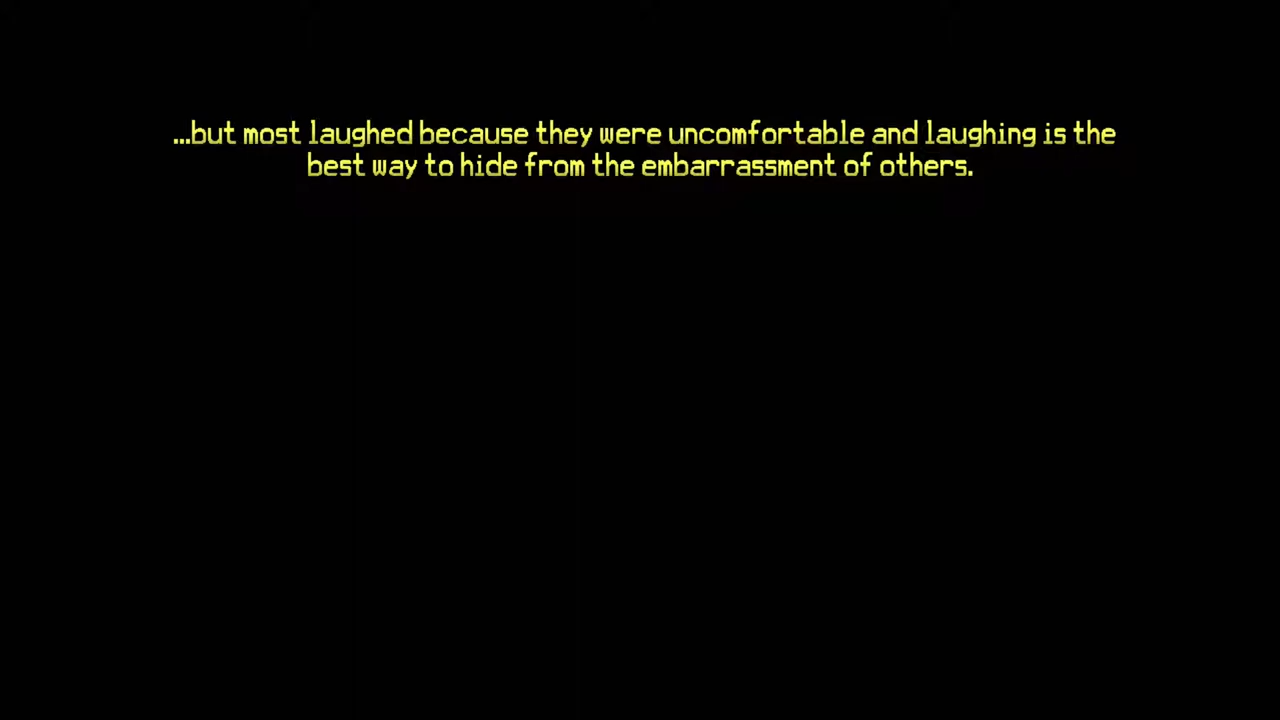 ...but most laughed because they were uncomfortable and laughing is the
best way to hide from the embarrassment of others.